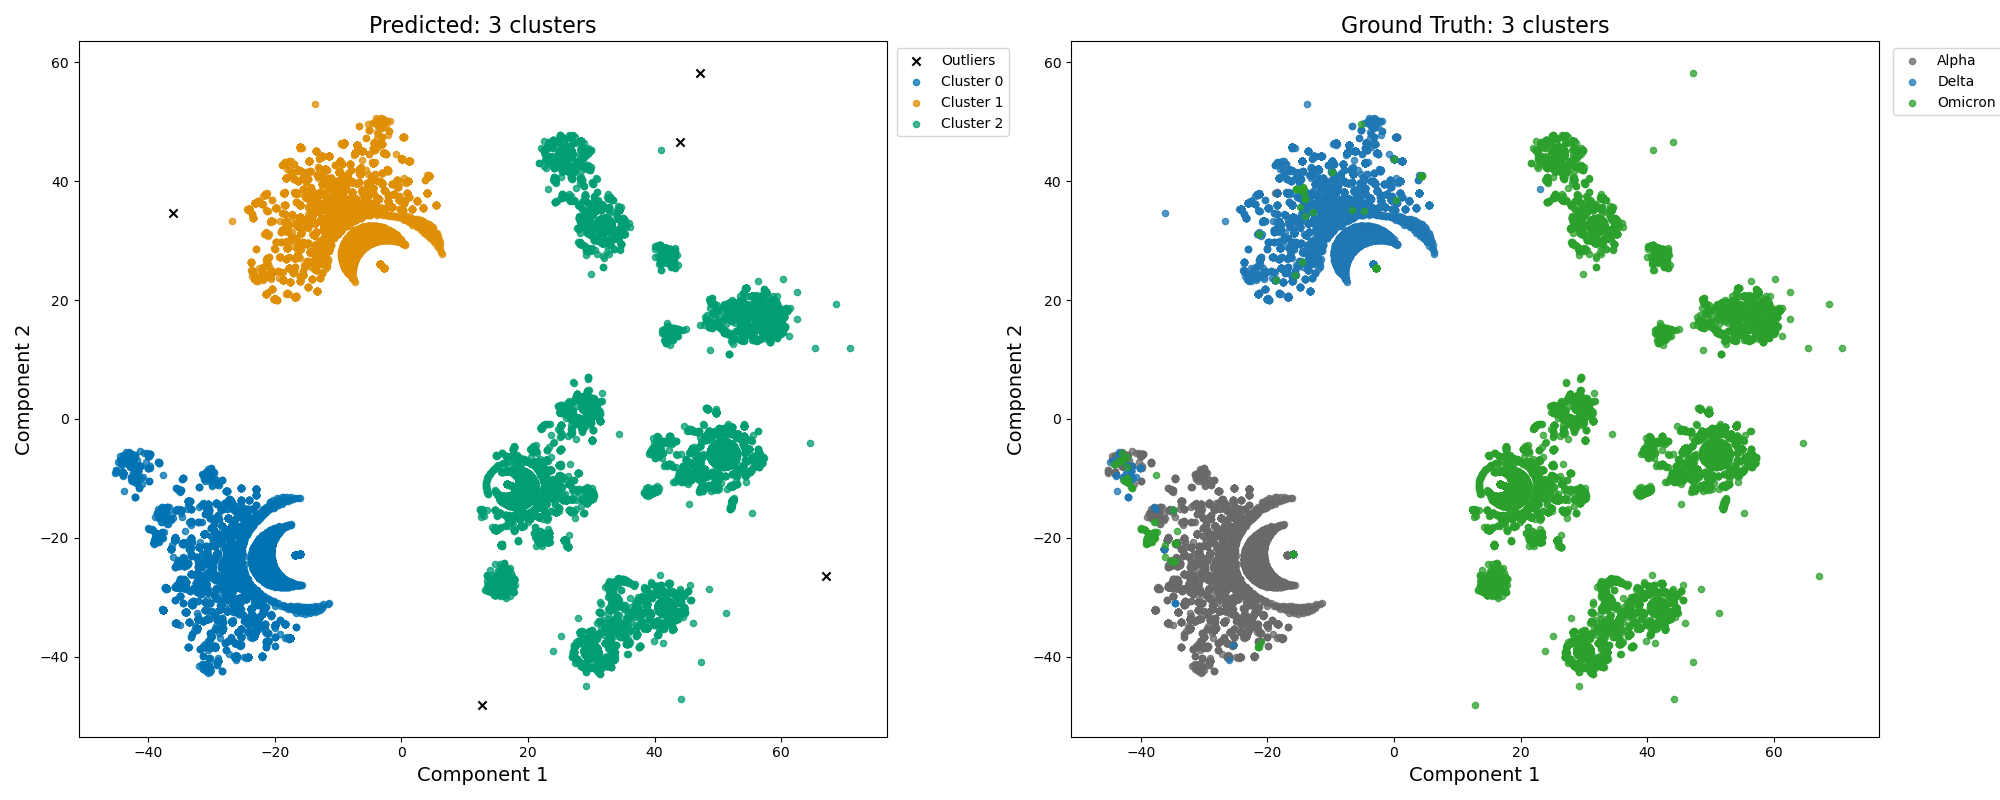 Predicted: 3 clusters
60
40
20
0
−20
−40
−40
−20
0
20
40
60
Component 1
Component 2
Outliers
Cluster 0
Cluster 1
Cluster 2
Ground Truth: 3 clusters
60
40
20
0
−20
−40
−40
−20
0
20
40
60
Component 1
Component 2
Alpha
Delta
Omicron